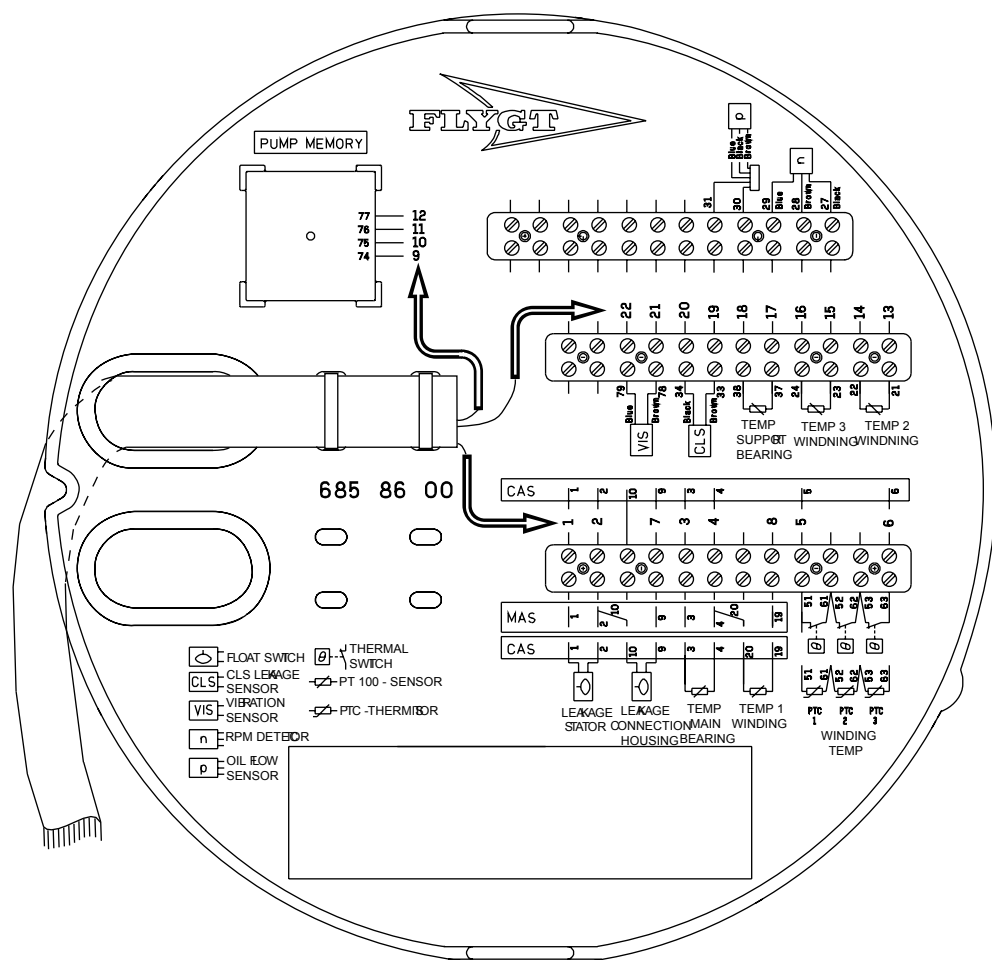 FLYGT
PUMP MEMORY
77 12
76 11
75 10
74 9
p
Blue
Black
Brown
n
31 30 29 28 27
Blue Brown Black
22 21 20 19 18 17 16 15 14 13
79 78 34 33 38 37 24 23 22 21
Blue Brown Black Brown
VIS CLS
TEMP
SUPPORT
BEARING
TEMP 3
WINDNING
TEMP 2
WINDNING
685 86 00
CAS 1 2 10 9 3 4 5 6
1 2 7 3 4 8 5 6
51 61 52 62 53 63
MAS 1 2 10 9 3 4 20 19
θ θ θ
CAS 1 2 10 9 3 4 20 19
51 61 52 62 53 63
PTC 1
PTC 2
PTC 3
LEAKAGE
STATOR
LEAKAGE
CONNECTION
HOUSING
TEMP
MAIN
BEARING
TEMP 1
WINDING
WINDING
TEMP
FLOAT SWITCH
CLS CLS LEAKAGE
SENSOR
VIS VIBRATION
SENSOR
n RPM DETECTOR
p OIL FLOW
SENSOR
θ THERMAL
SWITCH
PT 100 - SENSOR
PTC -THERMISTOR